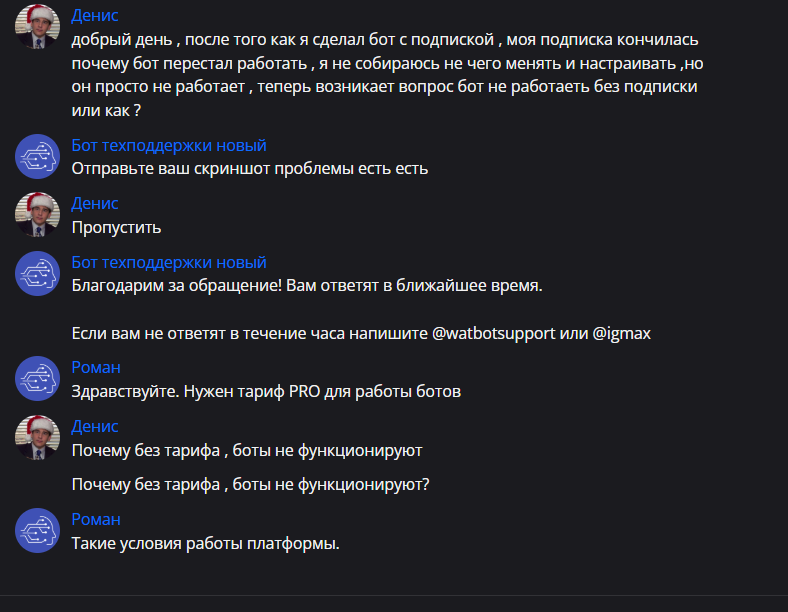 Денис
добрый день , после того как я сделал бот с подпиской , моя подписка кончилась
почему бот перестал работать , я не собираюсь не чего менять и настраивать ,но
он просто не работает , теперь возникает вопрос бот не работаеть без подписки
или как ?
Бот техподдержки новый
Отправьте ваш скриншот проблемы есть есть
Денис
Пропустить
Бот техподдержки новый
Благодарим за обращение! Вам ответят в ближайшее время.
Если вам не ответят в течение часа напишите @watbotsupport или @igmax
Роман
Здравствуйте. Нужен тариф PRO для работы ботов
Денис
Почему без тарифа , боты не функционируют
Почему без тарифа , боты не функционируют?
Роман
Такие условия работы платформы.